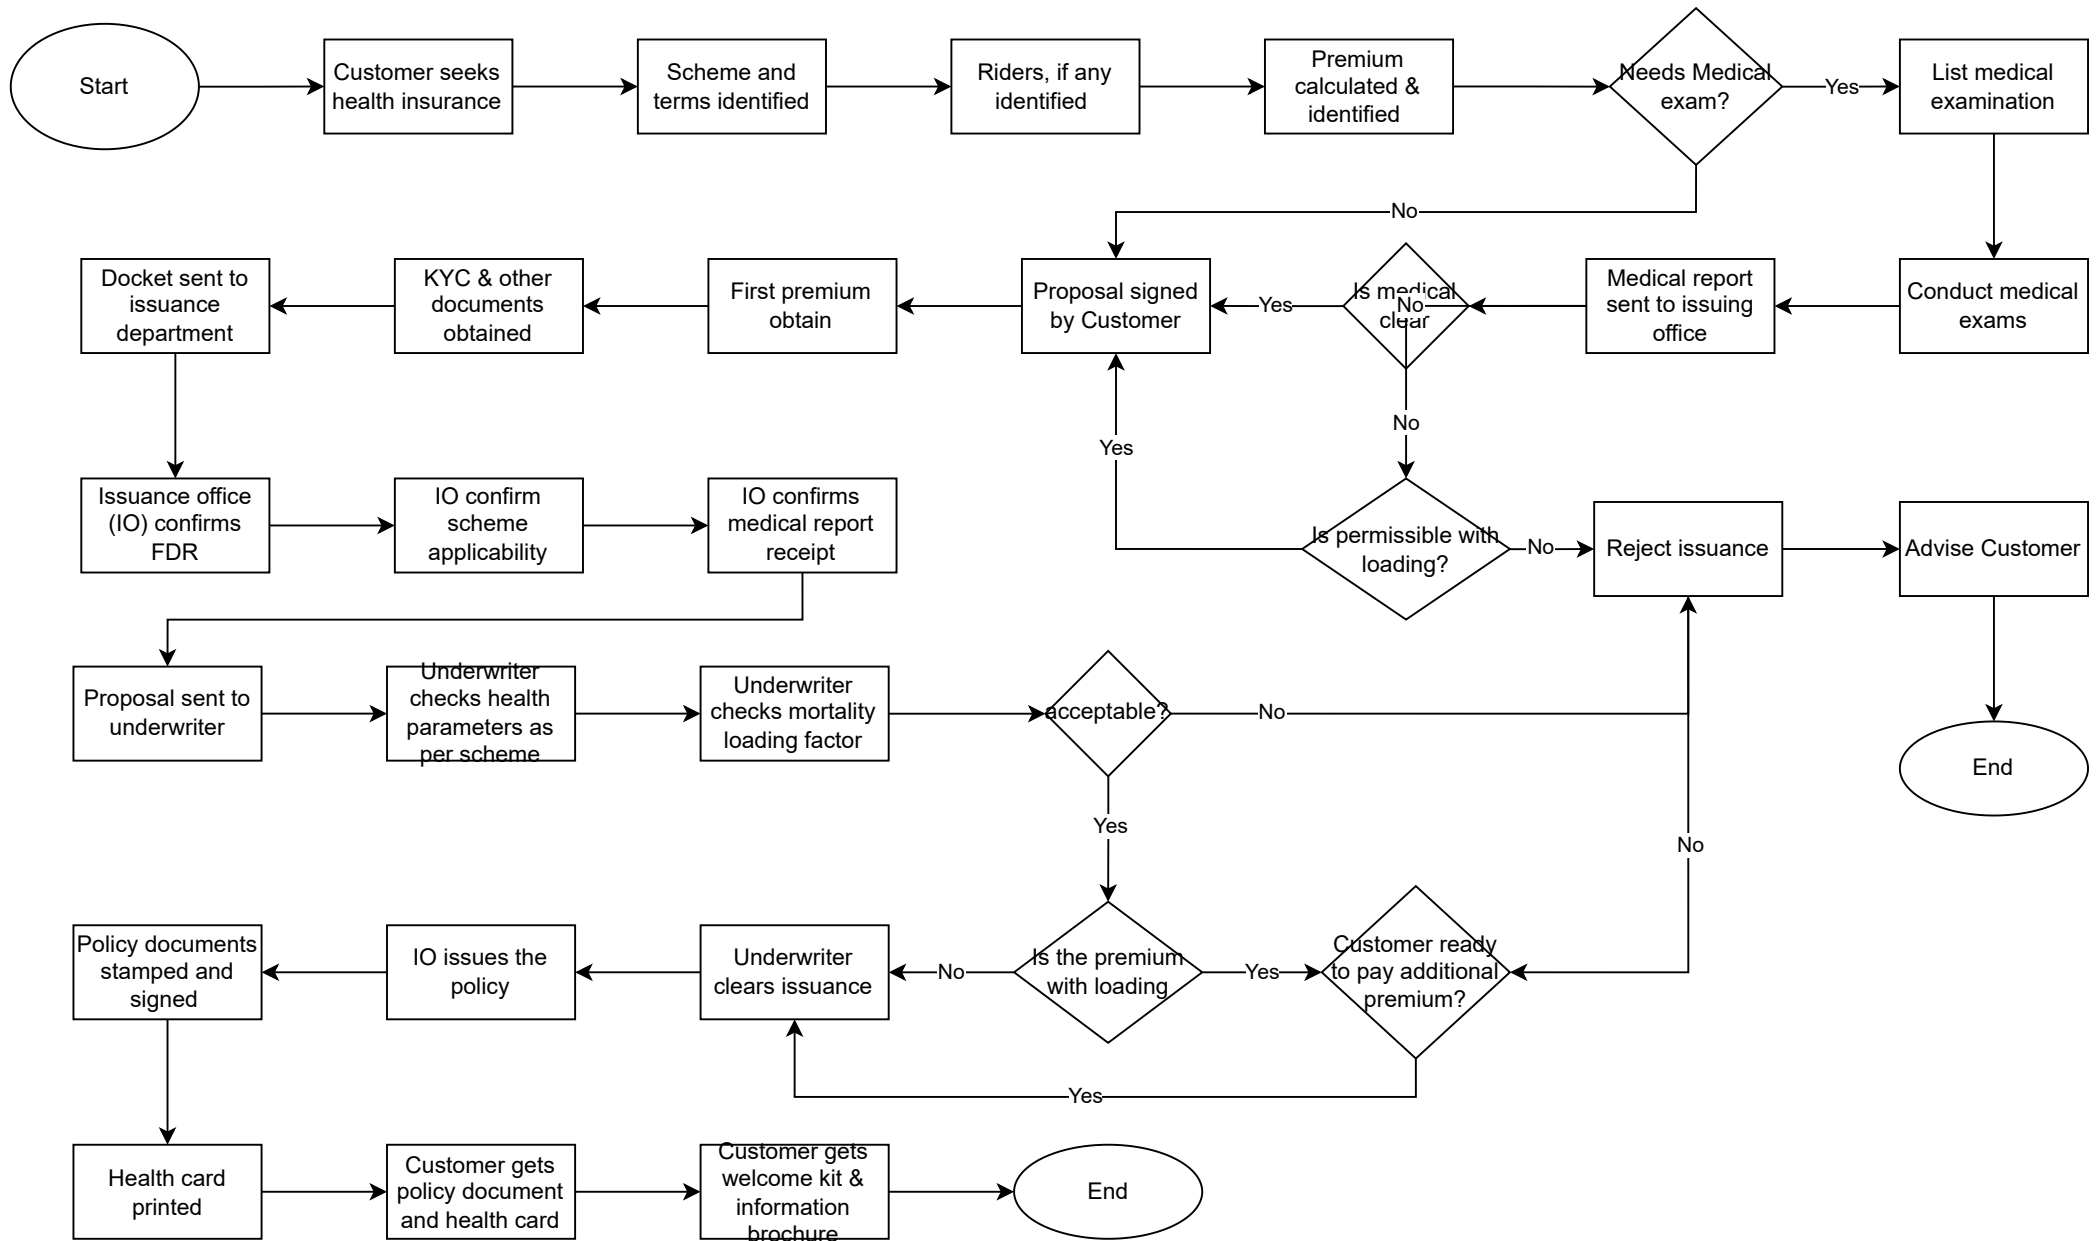 Start
Customer seeks
health insurance
Scheme and
terms identified
Riders, if any
identified
Premium
calculated &
identified
Needs Medical
exam?
Yes
List medical
examination
No
Docket sent to
issuance
department
KYC & other
documents
obtained
First premium
obtain
Proposal signed
by Customer
Yes
Is medical
clear
No
Medical report
sent to issuing
office
Conduct medical
exams
No
Yes
Issuance office
(IO) confirms
FDR
IO confirm
scheme
applicability
IO confirms
medical report
receipt
Is permissible with
loading?
No
Reject issuance
Advise Customer
Proposal sent to
underwriter
Underwriter
checks health
parameters as
per scheme
Underwriter
checks mortality
loading factor
acceptable?
No
End
Yes
No
Policy documents
stamped and
signed
IO issues the
policy
Underwriter
clears issuance
No
Is the premium
with loading
Yes
Customer ready
to pay additional
premium?
Yes
Health card
printed
Customer gets
policy document
and health card
Customer gets
welcome kit &
information
brochure
End